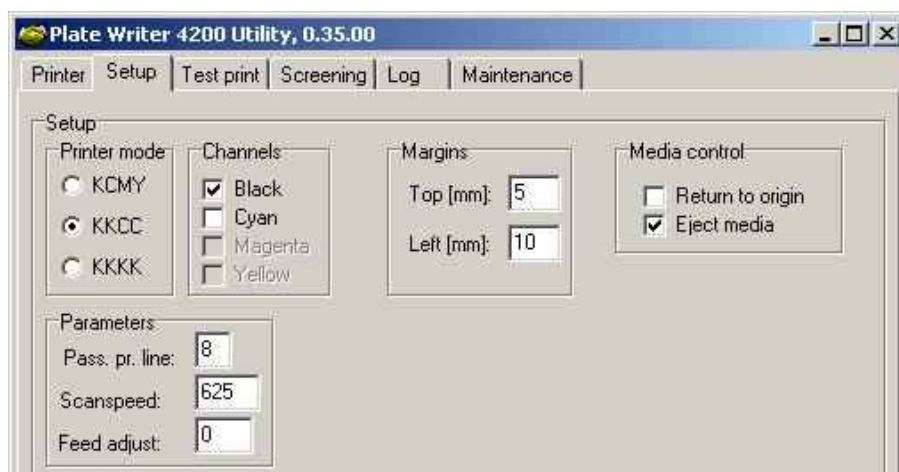 Plate Writer 4200 Utility, 0.35.00
Printer Setup Test print Screening Log Maintenance
Setup
Printer mode
KCMY
KKCC
KKKK
Channels
Black
Cyan
Magenta
Yellow
Margins
Top [mm]: 5
Left [mm]: 10
Media control
Return to origin
Eject media
Parameters
Pass. pr. line: 8
Scanspeed: 625
Feed adjust: 0